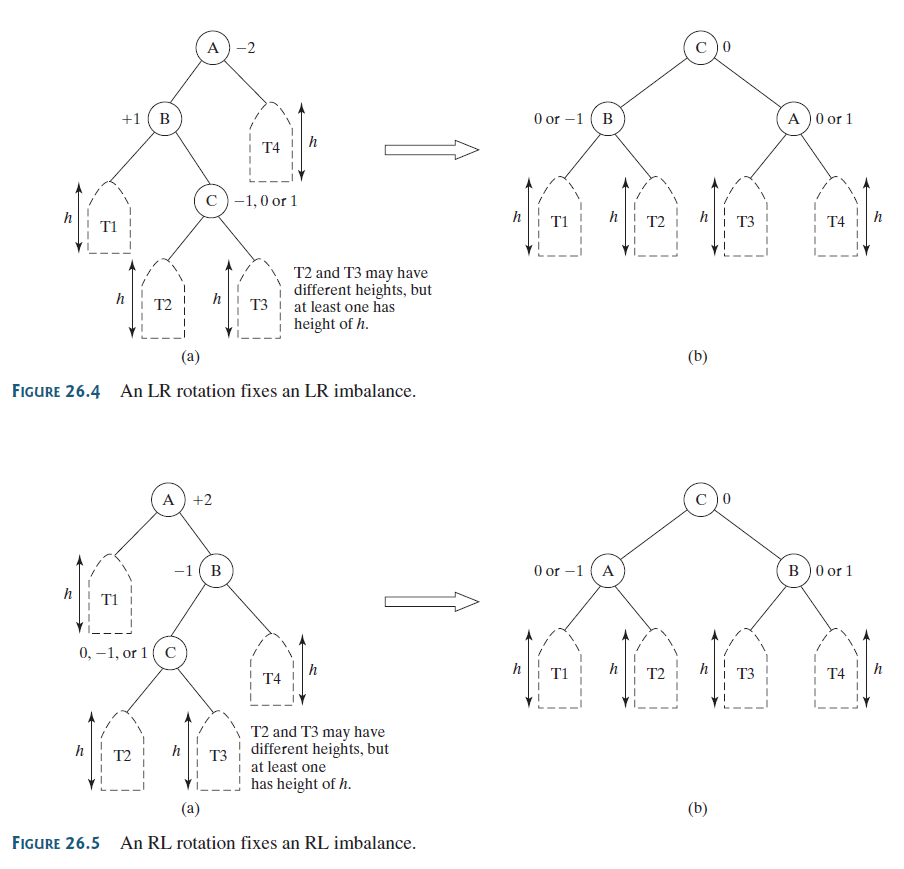 A −2
C 0
+1 B
T4 h
0 or −1 B
A 0 or 1
h T1
C −1, 0 or 1
h T1
h T2
h T3
T4 h
h T2
h T3
T2 and T3 may have
different heights, but
at least one has
height of h.
(a)
(b)
FIGURE 26.4 An LR rotation fixes an LR imbalance.
A +2
C 0
h T1
−1 B
0 or −1 A
B 0 or 1
0, −1, or 1 C
T4 h
h T1
h T2
h T3
T4 h
h T2
h T3
T2 and T3 may have
different heights, but
at least one
has height of h.
(a)
(b)
FIGURE 26.5 An RL rotation fixes an RL imbalance.